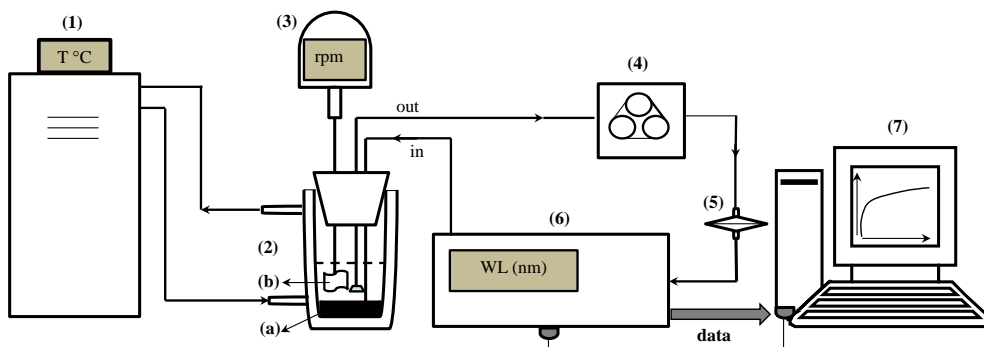 (1)
T °C
(3)
rpm
(4)
out
in
(7)
(5)
(6)
(2)
WL (nm)
(b)
(a)
data